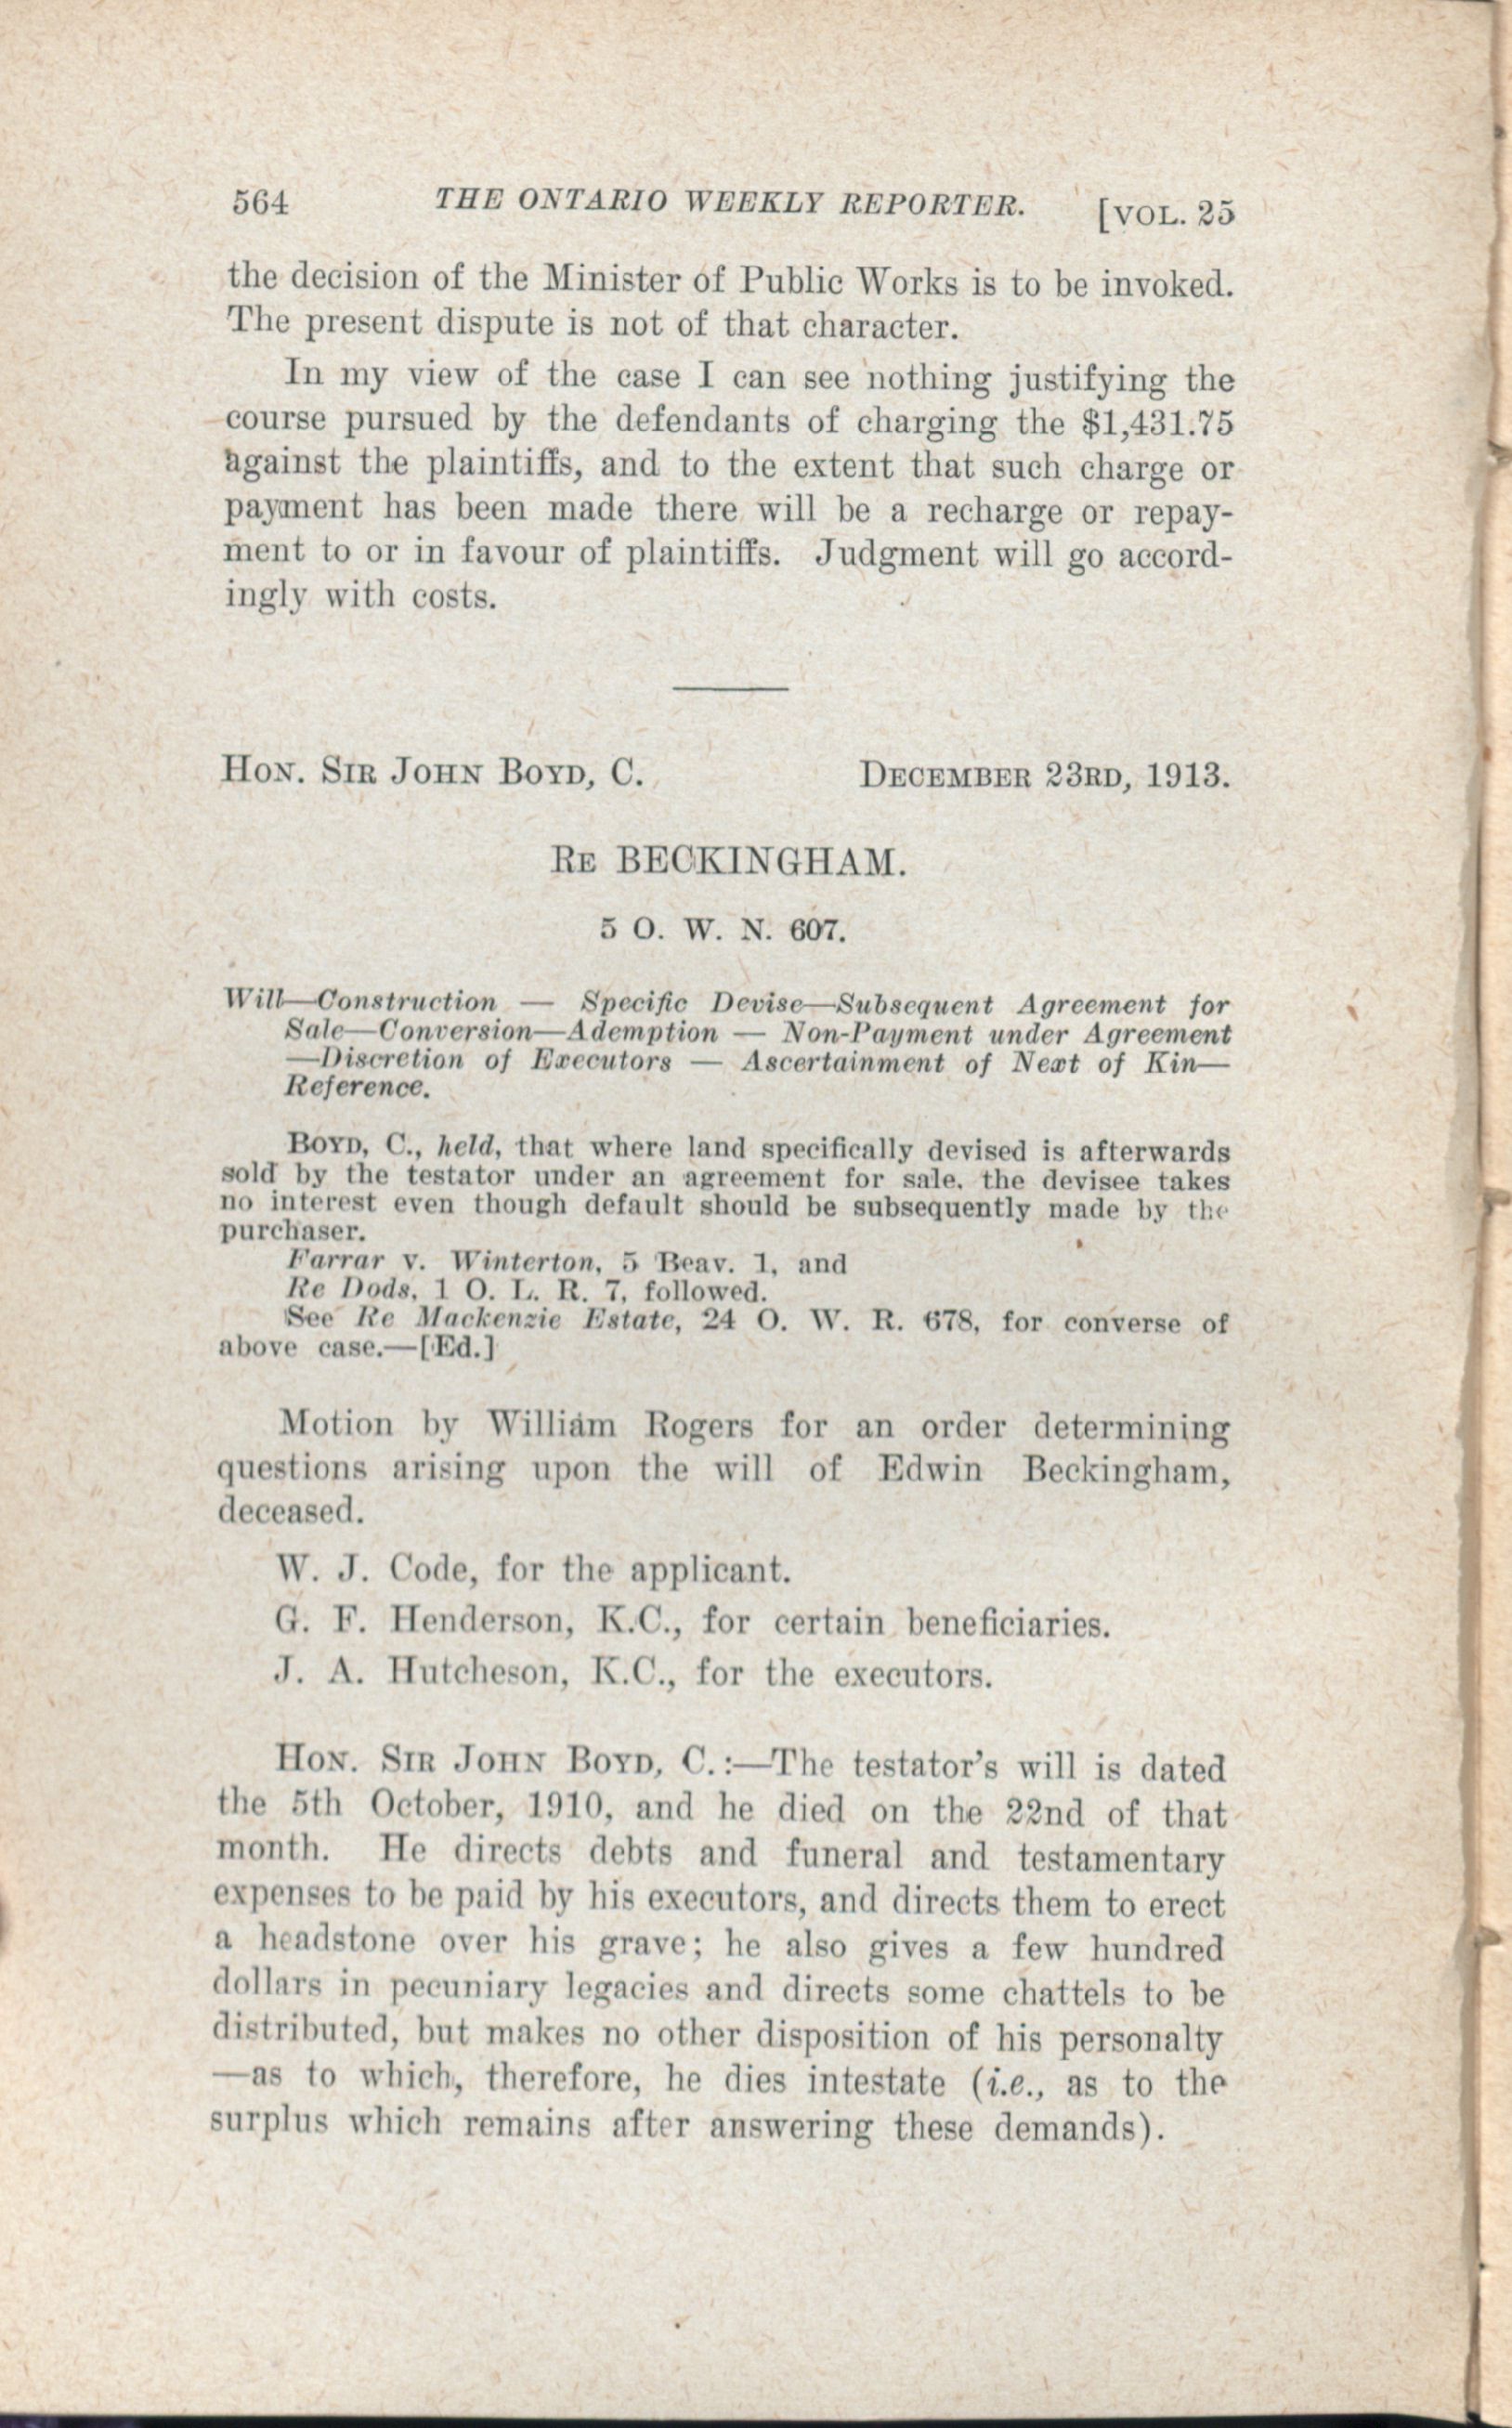 564 THE ONTARIO WEEKLY REPORTER. [VOL. 25
the decision of the Minister of Public Works is to be invoked.
The present dispute is not of that character.
In my view of the case I can see nothing justifying the
course pursued by the defendants of charging the $1,431.75
against the plaintiffs, and to the extent that such charge or
payment has been made there will be a recharge or repay-
ment to or in favour of plaintiffs. Judgment will go accord-
ingly with costs.
HON. SIR JOHN BOYD, C. DECEMBER 23RD, 1913.
RE BECKINGHAM.
5 O. W. N. 607.
Will—Construction — Specific Devise—Subsequent Agreement for
Sale—Conversion—Ademption — Non-Payment under Agreement
—Discretion of Executors — Ascertainment of Next of Kin—
Reference.
BOYD, C., held, that where land specifically devised is afterwards
sold by the testator under an agreement for sale, the devisee takes
no interest even though default should be subsequently made by the
purchaser.
Farrar v. Winterton, 5 Beav. 1, and
Re Dods, 1 O. L. R. 7, followed.
See Re Mackenzie Estate, 24 O. W. R. 678, for converse of
above case.—[Ed.]
Motion by William Rogers for an order determining
questions arising upon the will of Edwin Beckingham,
deceased.
W. J. Code, for the applicant.
G. F. Henderson, K.C., for certain beneficiaries.
J. A. Hutcheson, K.C., for the executors.
HON. SIR JOHN BOYD, C.:—The testator's will is dated
the 5th October, 1910, and he died on the 22nd of that
month. He directs debts and funeral and testamentary
expenses to be paid by his executors, and directs them to erect
a headstone over his grave; he also gives a few hundred
dollars in pecuniary legacies and directs some chattels to be
distributed, but makes no other disposition of his personalty
—as to which, therefore, he dies intestate (i.e., as to the
surplus which remains after answering these demands).